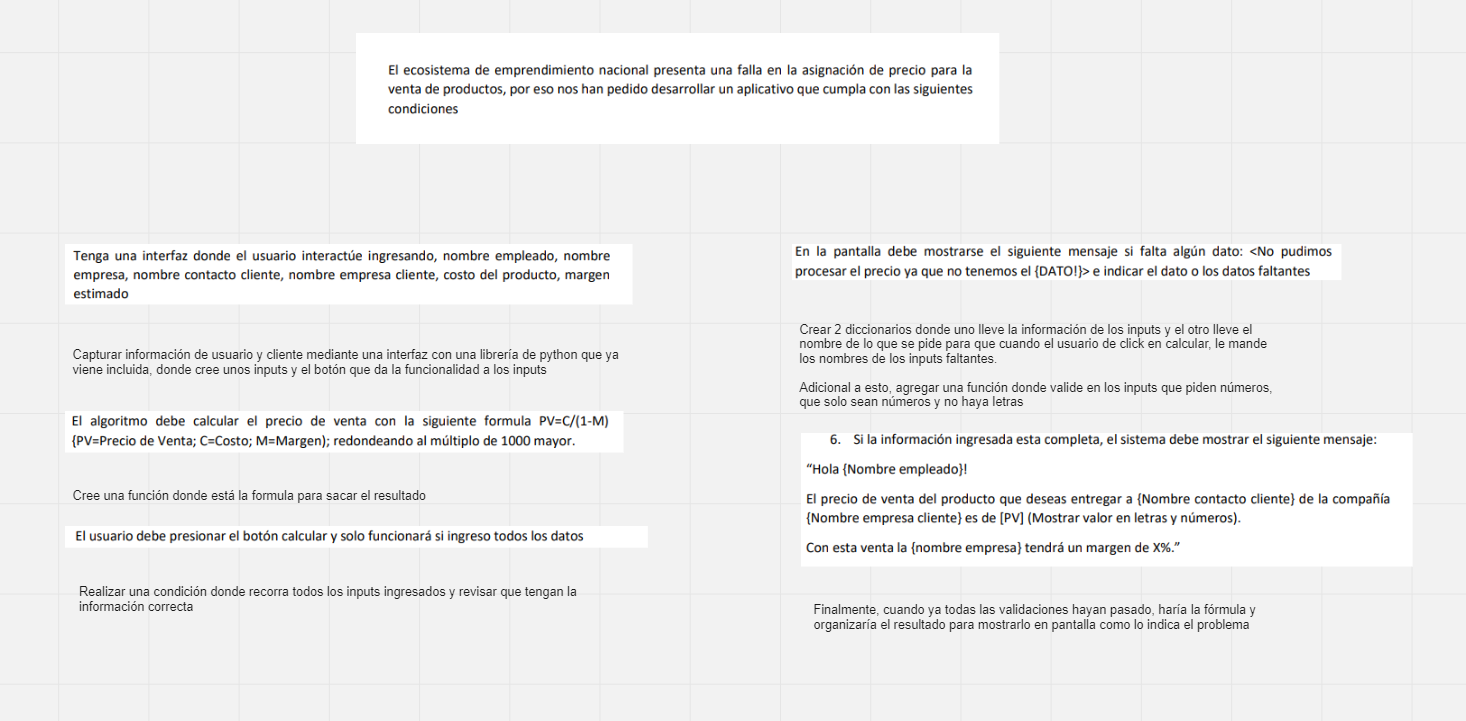 El ecosistema de emprendimiento nacional presenta una falla en la asignación de precio para la
venta de productos, por eso nos han pedido desarrollar un aplicativo que cumpla con las siguientes
condiciones
Tenga una interfaz donde el usuario interactúe ingresando, nombre empleado, nombre
empresa, nombre contacto cliente, nombre empresa cliente, costo del producto, margen
estimado
Capturar información de usuario y cliente mediante una interfaz con una librería de python que ya
viene incluida, donde cree unos inputs y el botón que da la funcionalidad a los inputs
El algoritmo debe calcular el precio de venta con la siguiente formula PV=C/(1-M)
{PV=Precio de Venta; C=Costo; M=Margen); redondeando al múltiplo de 1000 mayor.
Cree una función donde está la formula para sacar el resultado
El usuario debe presionar el botón calcular y solo funcionará si ingreso todos los datos
Realizar una condición donde recorra todos los inputs ingresados y revisar que tengan la
información correcta
En la pantalla debe mostrarse el siguiente mensaje si falta algún dato: <No pudimos
procesar el precio ya que no tenemos el {DATO!}> e indicar el dato o los datos faltantes
Crear 2 diccionarios donde uno lleve la información de los inputs y el otro lleve el
nombre de lo que se pide para que cuando el usuario de click en calcular, le mande
los nombres de los inputs faltantes.
Adicional a esto, agregar una función donde valide en los inputs que piden números,
que solo sean números y no haya letras
6. Si la información ingresada esta completa, el sistema debe mostrar el siguiente mensaje:
“Hola {Nombre empleado}!
El precio de venta del producto que deseas entregar a {Nombre contacto cliente} de la compañía
{Nombre empresa cliente} es de [PV] (Mostrar valor en letras y números).
Con esta venta la {nombre empresa} tendrá un margen de X%.”
Finalmente, cuando ya todas las validaciones hayan pasado, haría la fórmula y
organizaría el resultado para mostrarlo en pantalla como lo indica el problema